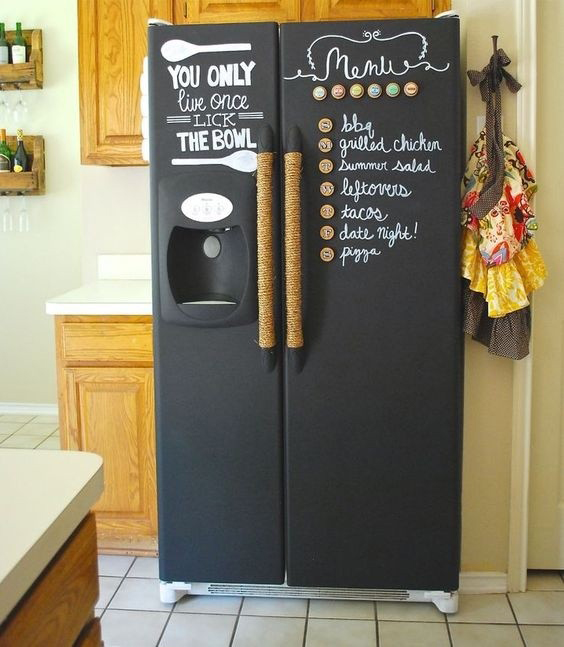 YOU ONLY
live once
LICK
THE BOWL
Menu
S bbq
M grilled chicken
T summer salad
W leftovers
T tacos
F date night!
S pizza